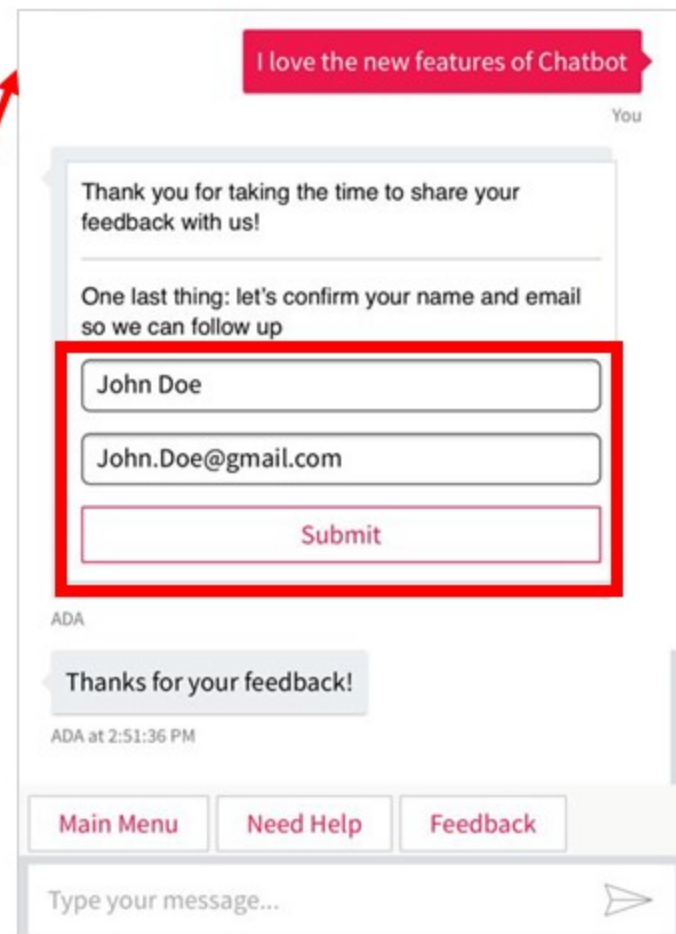 I love the new features of Chatbot
You
Thank you for taking the time to share your
feedback with us!
One last thing: let's confirm your name and email
so we can follow up
John Doe
John.Doe@gmail.com
Submit
ADA
Thanks for your feedback!
ADA at 2:51:36 PM
Main Menu
Need Help
Feedback
Type your message...